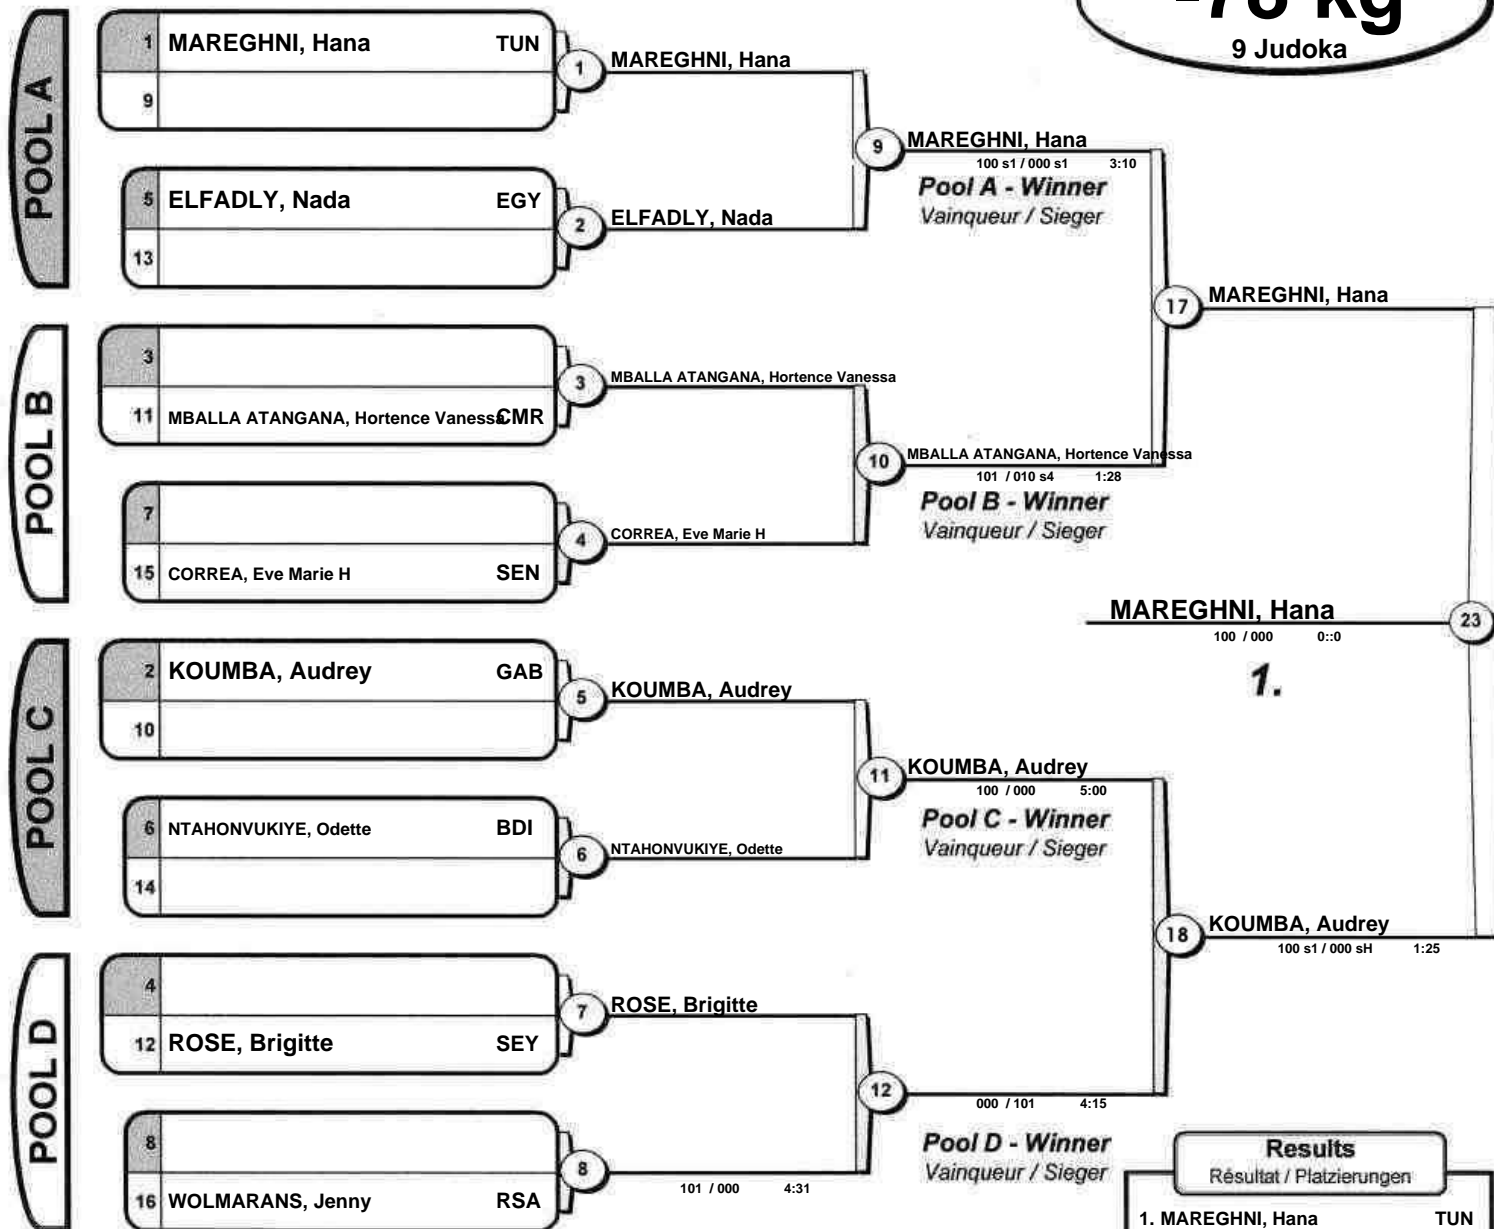 -78 kg
9 Judoka
POOL A
1 MAREGHNI, Hana TUN
9
1 MAREGHNI, Hana
5 ELFADLY, Nada EGY
13
2 ELFADLY, Nada
9 MAREGHNI, Hana
100 s1 / 000 s1 3:10
Pool A - Winner
Vainqueur / Sieger
POOL B
3
11 MBALLA ATANGANA, Hortence Vanessa CMR
3 MBALLA ATANGANA, Hortence Vanessa
7
15 CORREA, Eve Marie H SEN
4 CORREA, Eve Marie H
10 MBALLA ATANGANA, Hortence Vanessa
101 / 010 s4 1:28
Pool B - Winner
Vainqueur / Sieger
17 MAREGHNI, Hana
MAREGHNI, Hana 23
100 / 000 0::0
1.
POOL C
2 KOUMBA, Audrey GAB
10
5 KOUMBA, Audrey
6 NTAHONVUKIYE, Odette BDI
14
6 NTAHONVUKIYE, Odette
11 KOUMBA, Audrey
100 / 000 5:00
Pool C - Winner
Vainqueur / Sieger
18 KOUMBA, Audrey
100 s1 / 000 sH 1:25
POOL D
4
12 ROSE, Brigitte SEY
7 ROSE, Brigitte
8
16 WOLMARANS, Jenny RSA
8
101 / 000 4:31
12
000 / 101 4:15
Pool D - Winner
Vainqueur / Sieger
Results
Résultat / Platzierungen
1. MAREGHNI, Hana TUN